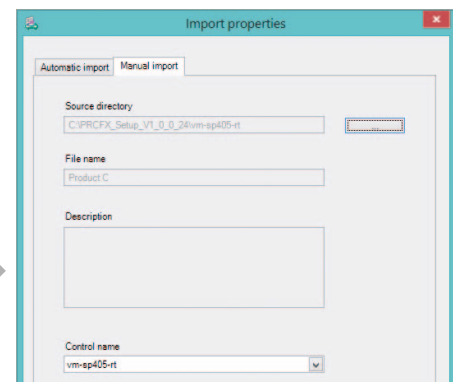 Import properties
Automatic import Manual import
Source directory
C:\PRCFX_Setup_V1_0_0_24\vm-sp405-rt
...
File name
Product C
Description
Control name
vm-sp405-rt